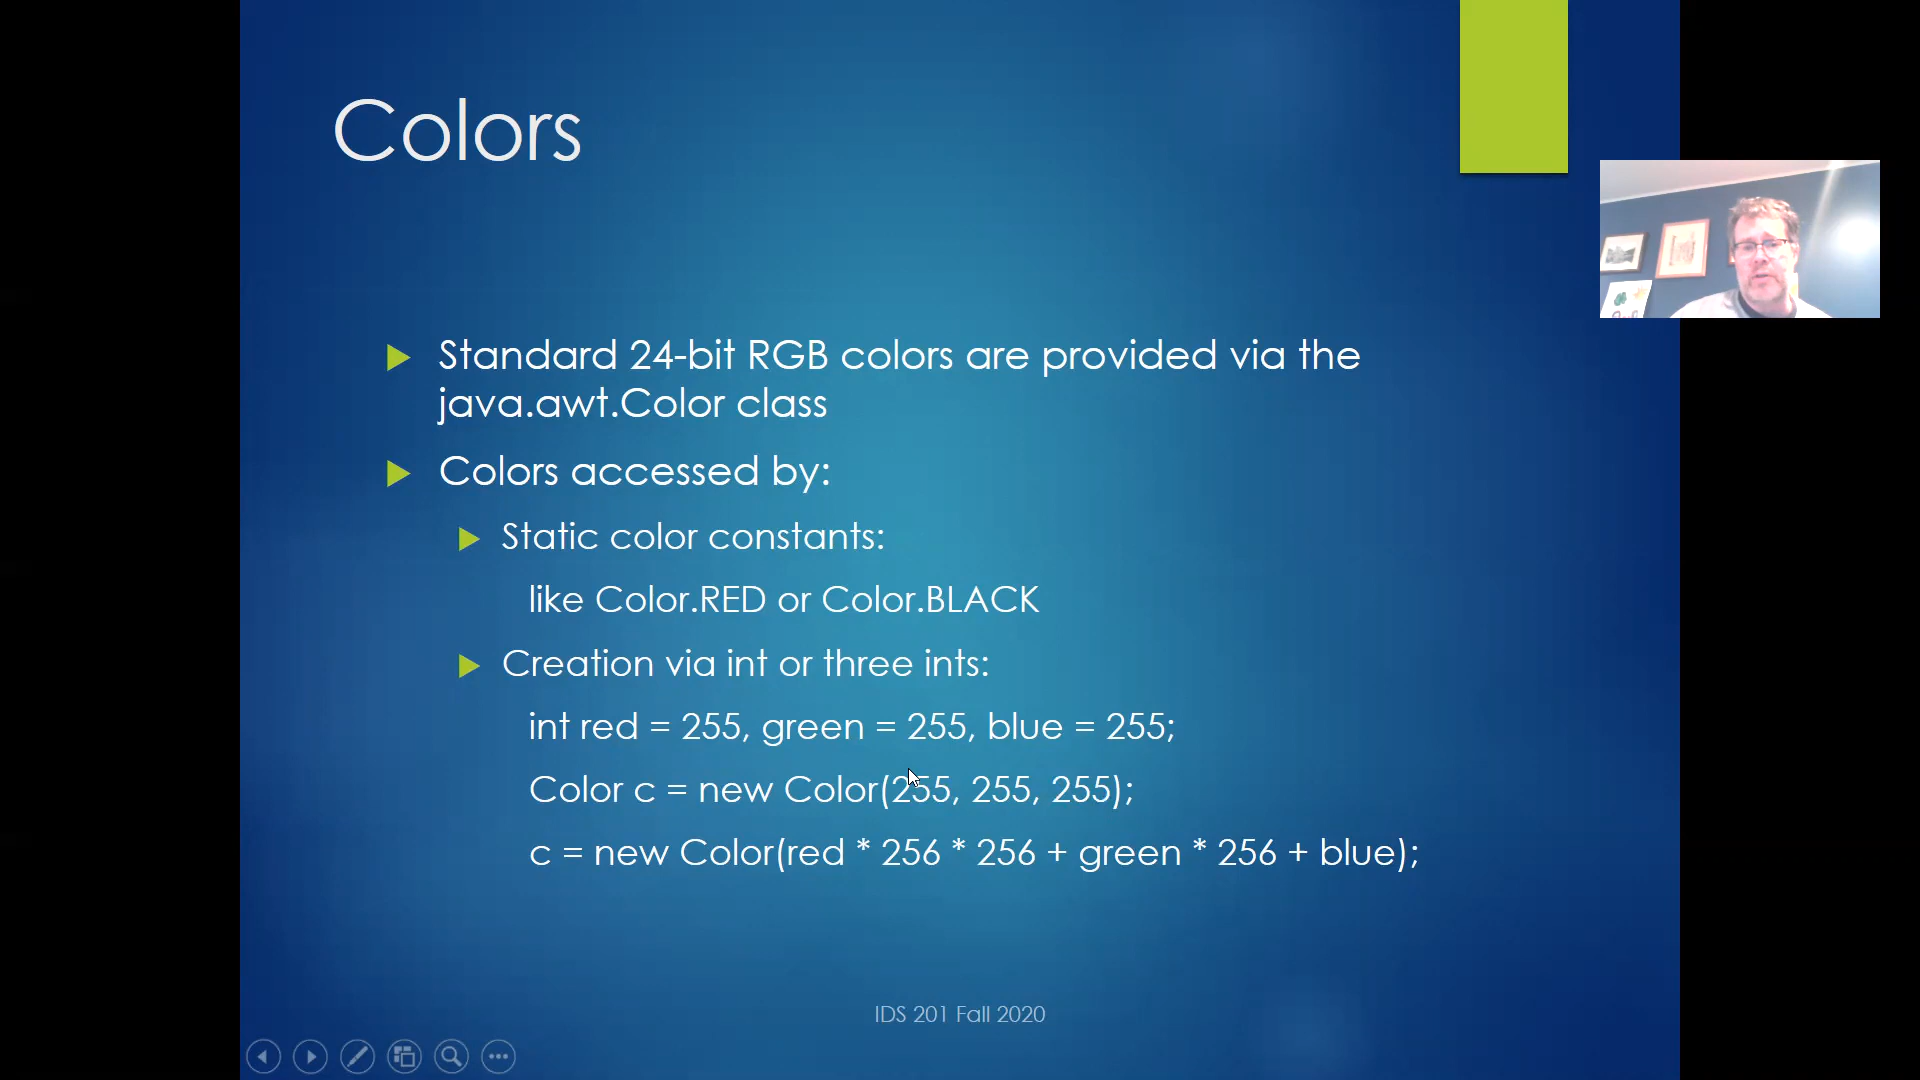 Colors
Standard 24-bit RGB colors are provided via the
java.awt.Color class
Colors accessed by:
Static color constants:
like Color.RED or Color.BLACK
Creation via int or three ints:
int red = 255, green = 255, blue = 255;
Color c = new Color(255, 255, 255);
c = new Color(red * 256 * 256 + green * 256 + blue);
IDS 201 Fall 2020